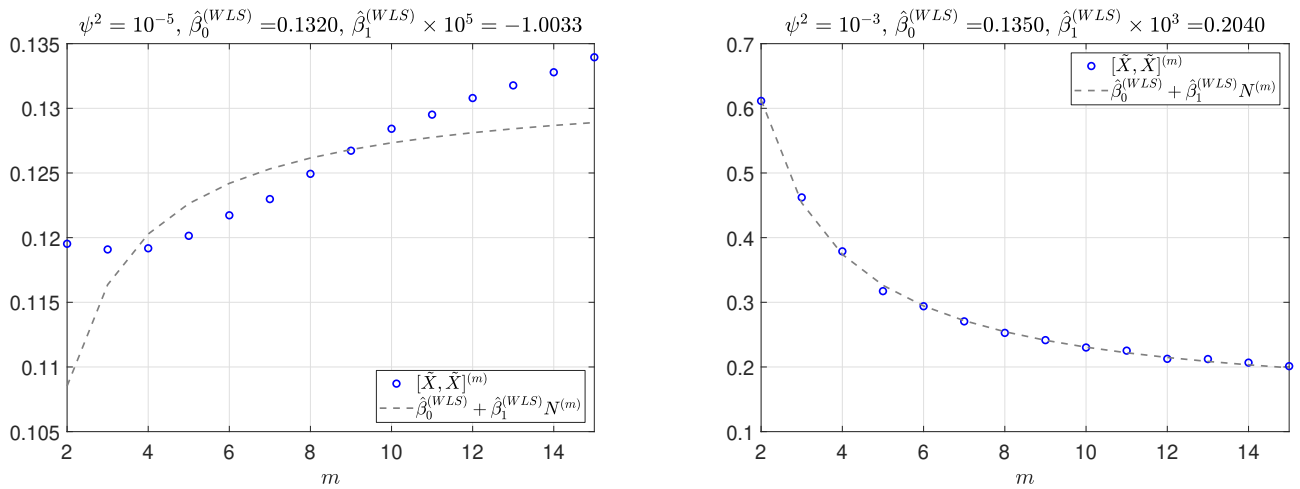 ψ² = 10⁻⁵, β̂₀⁽ᵂᴸˢ⁾ =0.1320, β̂₁⁽ᵂᴸˢ⁾ × 10⁵ = −1.0033
0.135
0.13
0.125
0.12
0.115
0.11
0.105
[X̃, X̃]⁽ᵐ⁾
β̂₀⁽ᵂᴸˢ⁾ + β̂₁⁽ᵂᴸˢ⁾N⁽ᵐ⁾
2 4 6 8 10 12 14
m
ψ² = 10⁻³, β̂₀⁽ᵂᴸˢ⁾ =0.1350, β̂₁⁽ᵂᴸˢ⁾ × 10³ =0.2040
0.7
0.6
0.5
0.4
0.3
0.2
0.1
[X̃, X̃]⁽ᵐ⁾
β̂₀⁽ᵂᴸˢ⁾ + β̂₁⁽ᵂᴸˢ⁾N⁽ᵐ⁾
2 4 6 8 10 12 14
m